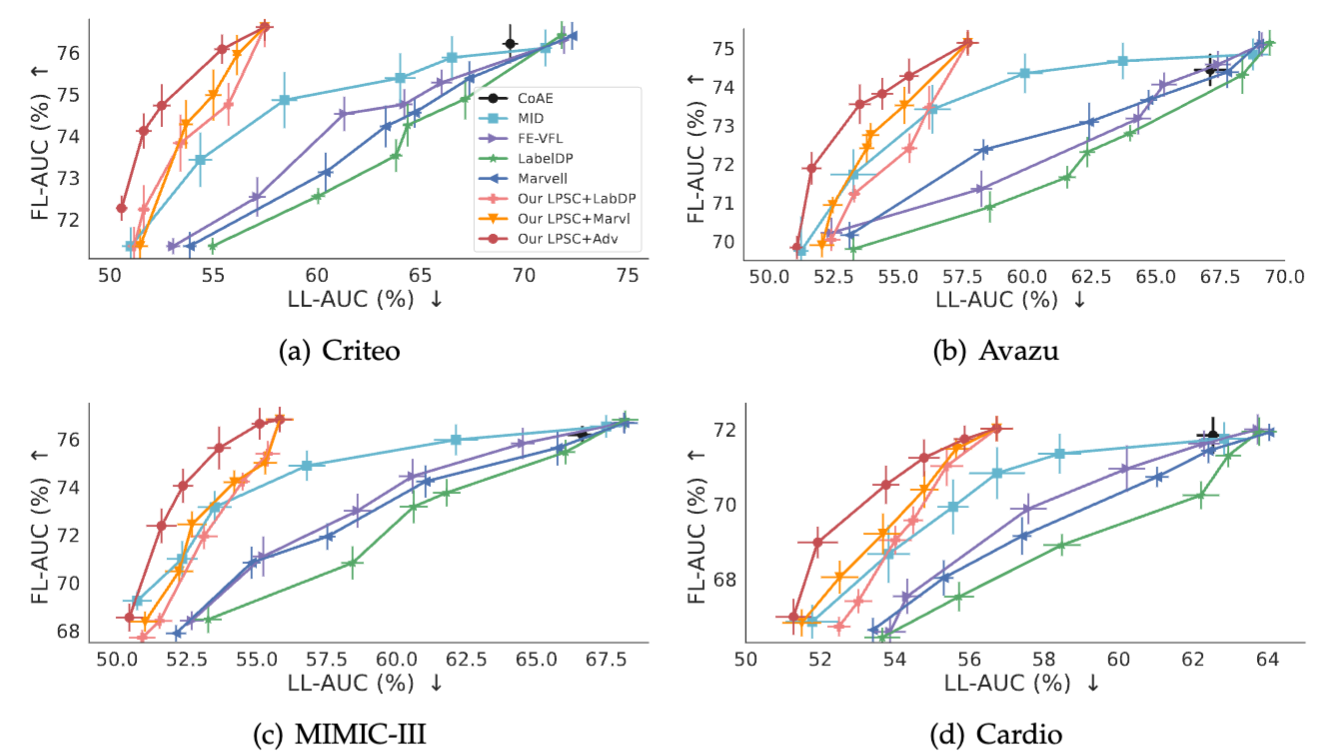 FL-AUC (%) ↑
76
75
74
73
72
50 55 60 65 70 75
LL-AUC (%) ↓
CoAE
MID
FE-VFL
LabelDP
Marvell
Our LPSC+LabDP
Our LPSC+Marvl
Our LPSC+Adv
(a) Criteo
FL-AUC (%) ↑
75
74
73
72
71
70
50.0 52.5 55.0 57.5 60.0 62.5 65.0 67.5 70.0
LL-AUC (%) ↓
(b) Avazu
FL-AUC (%) ↑
76
74
72
70
68
50.0 52.5 55.0 57.5 60.0 62.5 65.0 67.5
LL-AUC (%) ↓
(c) MIMIC-III
FL-AUC (%) ↑
72
70
68
50 52 54 56 58 60 62 64
LL-AUC (%) ↓
(d) Cardio